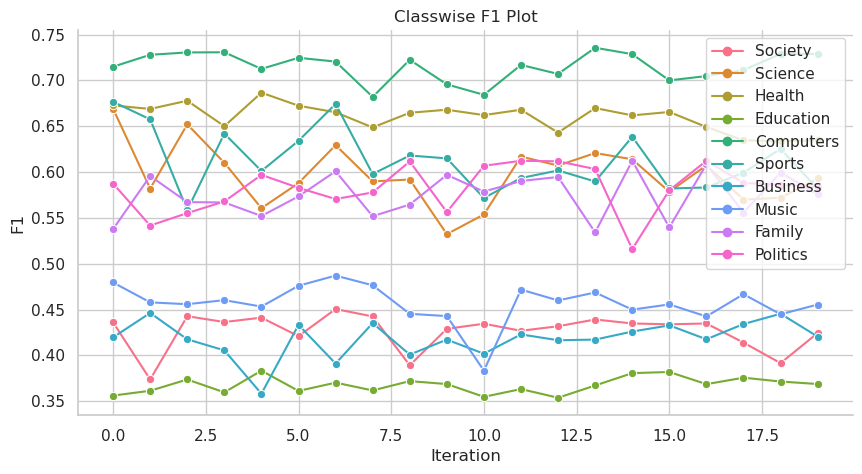 Classwise F1 Plot
F1
0.75
0.70
0.65
0.60
0.55
0.50
0.45
0.40
0.35
0.0
2.5
5.0
7.5
10.0
12.5
15.0
17.5
Iteration
Society
Science
Health
Education
Computers
Sports
Business
Music
Family
Politics